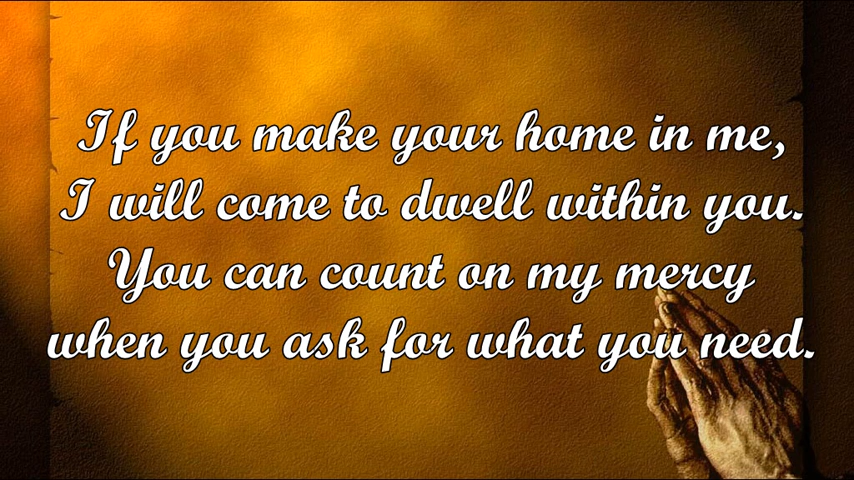 If you make your home in me,
I will come to dwell within you.
You can count on my mercy
when you ask for what you need.